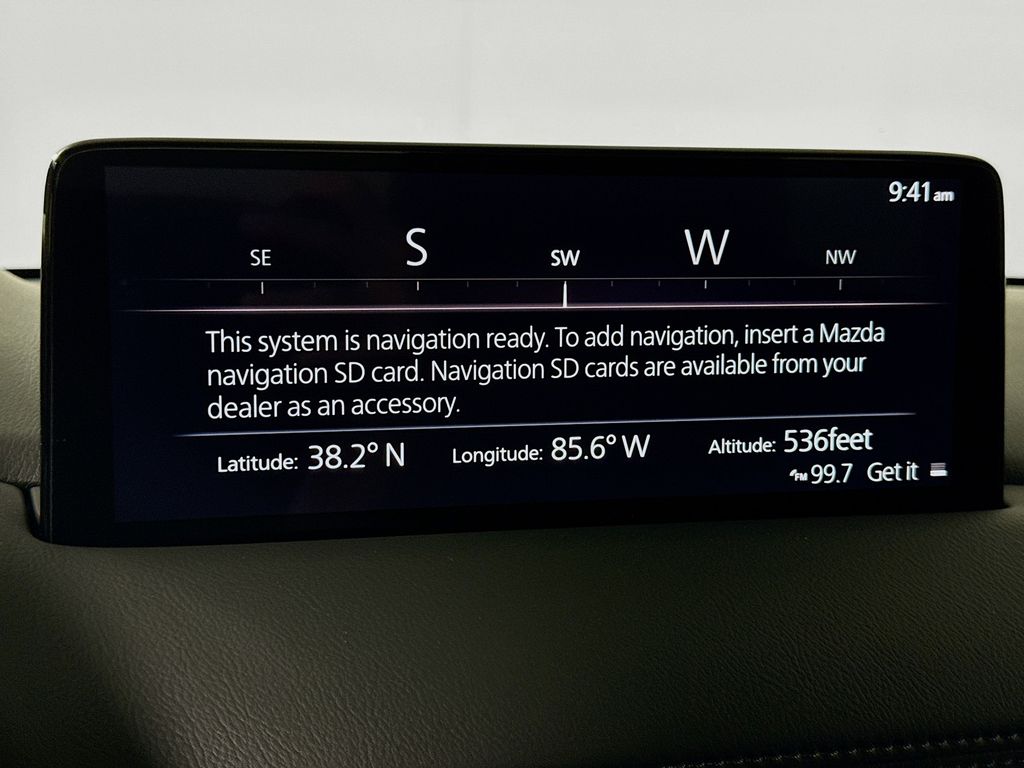 9:41am
SE S SW W NW
This system is navigation ready. To add navigation, insert a Mazda
navigation SD card. Navigation SD cards are available from your
dealer as an accessory.
Latitude: 38.2° N Longitude: 85.6° W Altitude: 536feet
FM 99.7 Get it